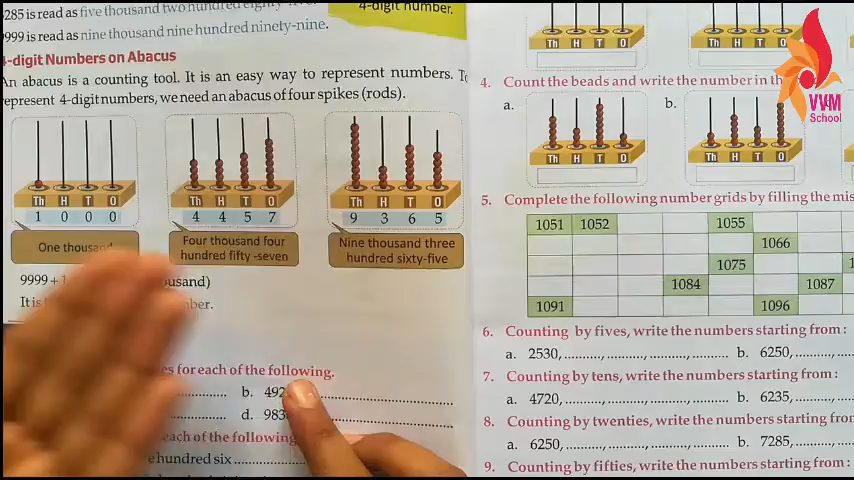 285 is read as five thousand two hundred eighty-five.
9999 is read as nine thousand nine hundred ninety-nine.
4-digit number.
4-digit Numbers on Abacus
An abacus is a counting tool. It is an easy way to represent numbers. To
represent 4-digit numbers, we need an abacus of four spikes (rods).
Th H T O
1 0 0 0
One thousand
Th H T O
4 4 5 7
Four thousand four
hundred fifty -seven
Th H T O
9 3 6 5
Nine thousand three
hundred sixty-five
9999 + 1
usand)
It is
ber.
es for each of the following.
b. 492
d. 983
each of the following
e hundred six
Th H T O
Th H T O
4. Count the beads and write the number in th
a.
Th H T O
b.
Th H T O
VVM
School
5. Complete the following number grids by filling the mis
1051 1052 1055
1066
1075
1084 1087
1091 1096
6. Counting by fives, write the numbers starting from :
a. 2530, b. 6250,
7. Counting by tens, write the numbers starting from :
a. 4720, b. 6235,
8. Counting by twenties, write the numbers starting from
a. 6250, b. 7285,
9. Counting by fifties, write the numbers starting from :